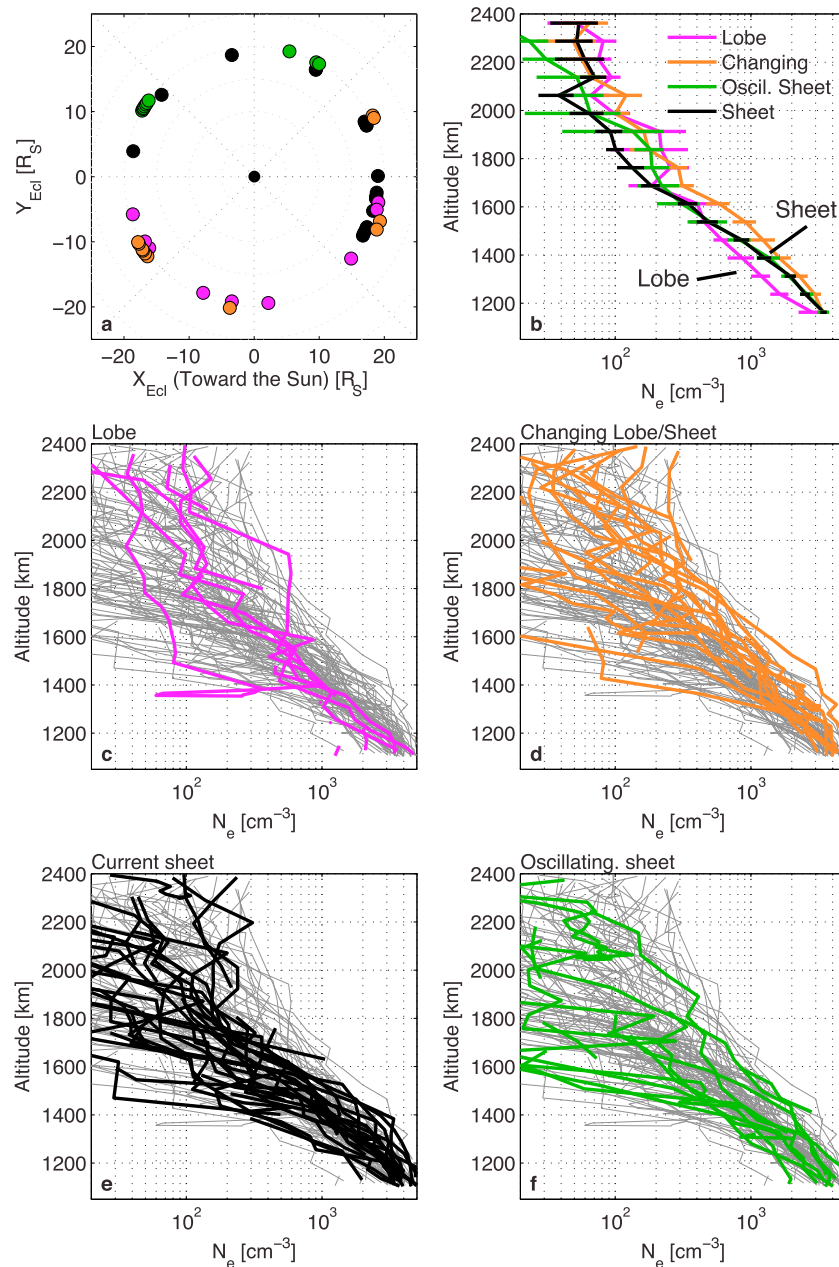 25
20
10
0
−10
−20
Y_Ecl [R_S]
a
−20 −10 0 10 20
X_Ecl (Toward the Sun) [R_S]
2400
2200
2000
1800
1600
1400
1200
Altitude [km]
Lobe
Changing
Oscil. Sheet
Sheet
Sheet
Lobe
b
10^2 10^3
N_e [cm^−3]
Lobe
2400
2200
2000
1800
1600
1400
1200
Altitude [km]
c
10^2 10^3
N_e [cm^−3]
Changing Lobe/Sheet
2400
2200
2000
1800
1600
1400
1200
Altitude [km]
d
10^2 10^3
N_e [cm^−3]
Current sheet
2400
2200
2000
1800
1600
1400
1200
Altitude [km]
e
10^2 10^3
N_e [cm^−3]
Oscillating. sheet
2400
2200
2000
1800
1600
1400
1200
Altitude [km]
f
10^2 10^3
N_e [cm^−3]